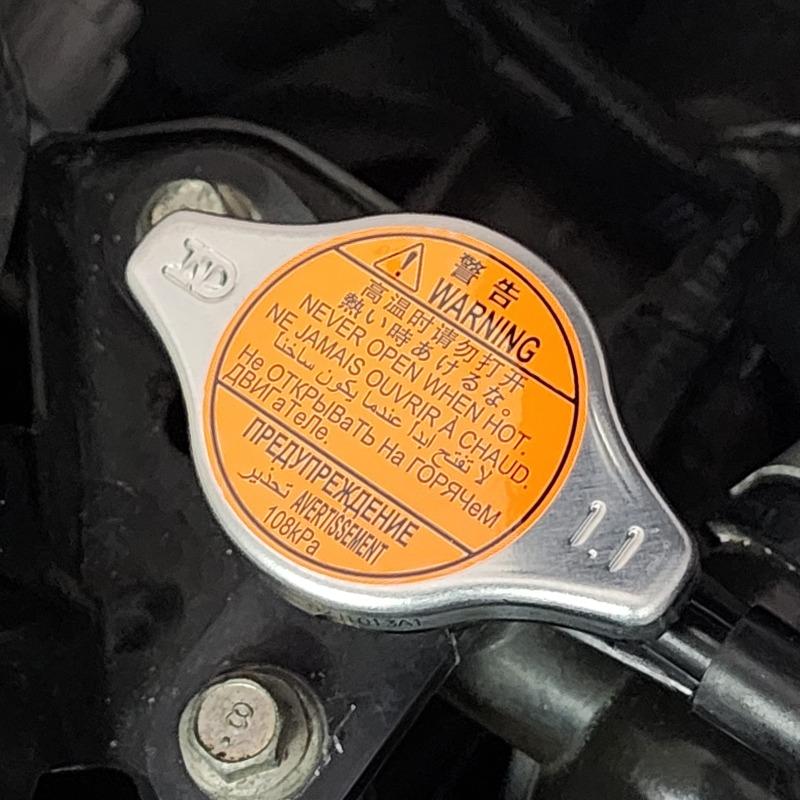 警告
WARNING
高温时请勿打开
熱い時あけるな。
NEVER OPEN WHEN HOT.
NE JAMAIS OUVRIR À CHAUD.
لا تفتح ابدا عندما يكون ساخنا
Не ОТКРЫВаТЬ На ГОРЯЧеМ
ДВИГаТеЛе.
ПРЕДУПРЕЖДЕНИЕ
تحذير AVERTISSEMENT
108kPa
1.1
8